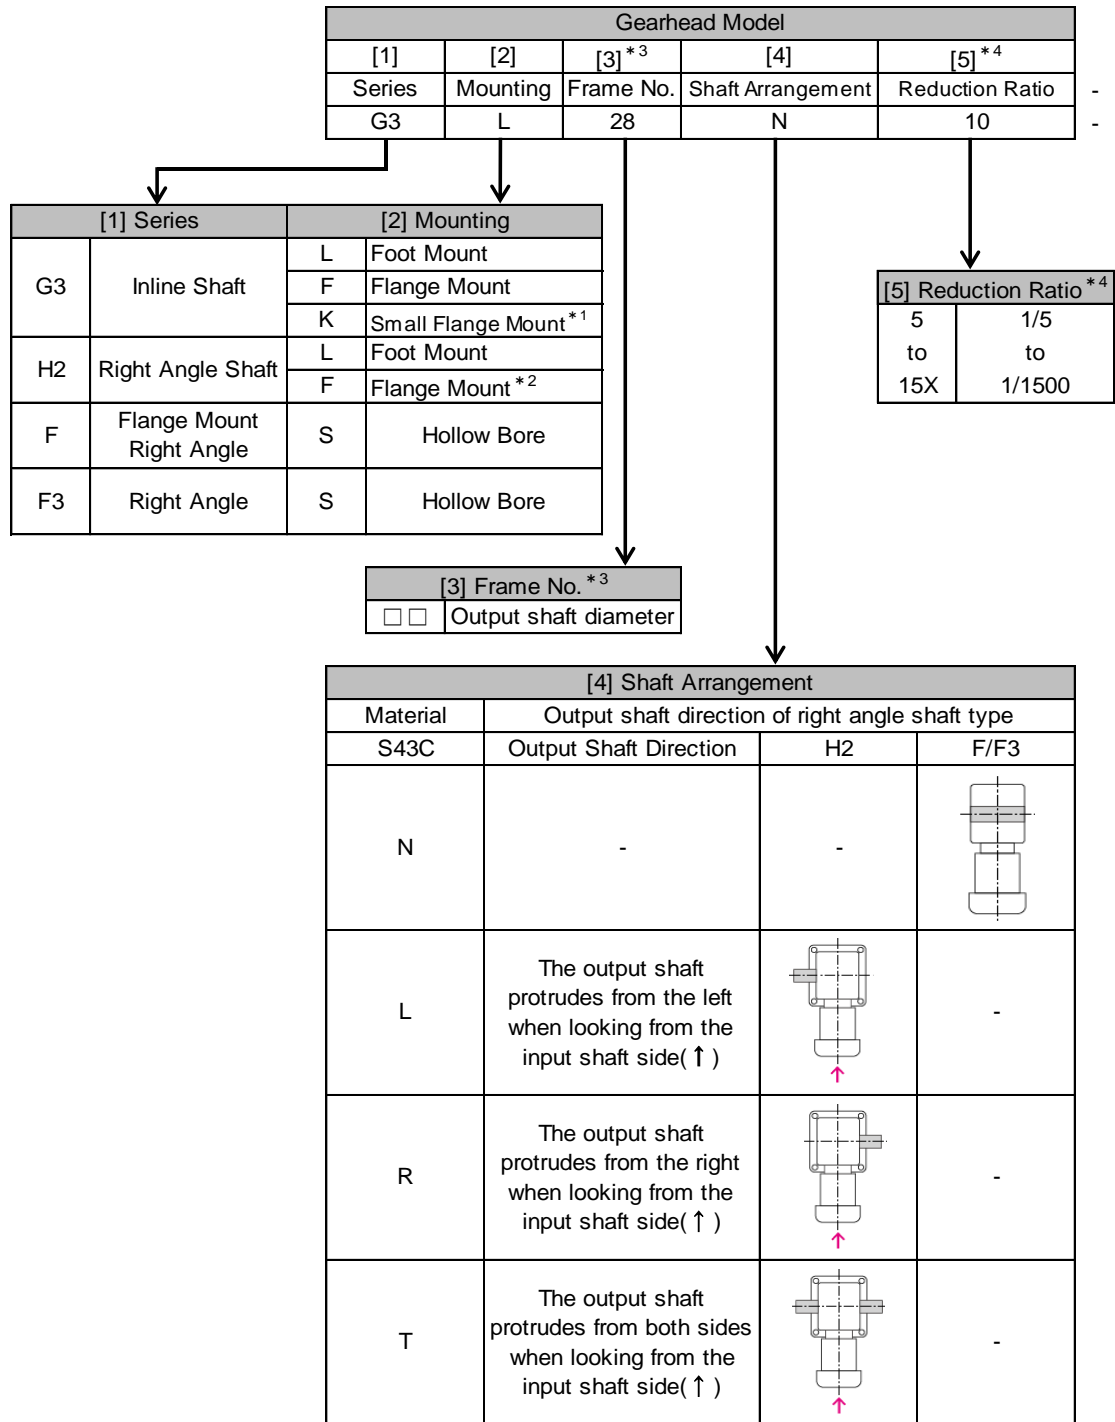 Gearhead Model
[1] [2] [3]*3 [4] [5]*4
Series Mounting Frame No. Shaft Arrangement Reduction Ratio -
G3 L 28 N 10 -
[1] Series [2] Mounting
G3 Inline Shaft L Foot Mount
F Flange Mount
K Small Flange Mount*1
H2 Right Angle Shaft L Foot Mount
F Flange Mount*2
F Flange Mount
Right Angle S Hollow Bore
F3 Right Angle S Hollow Bore
[5] Reduction Ratio*4
5 1/5
to to
15X 1/1500
[3] Frame No.*3
□□ Output shaft diameter
[4] Shaft Arrangement
Material Output shaft direction of right angle shaft type
S43C Output Shaft Direction H2 F/F3
N - -
L The output shaft
protrudes from the left
when looking from the
input shaft side(↑) -
R The output shaft
protrudes from the right
when looking from the
input shaft side(↑) -
T The output shaft
protrudes from both sides
when looking from the
input shaft side(↑) -